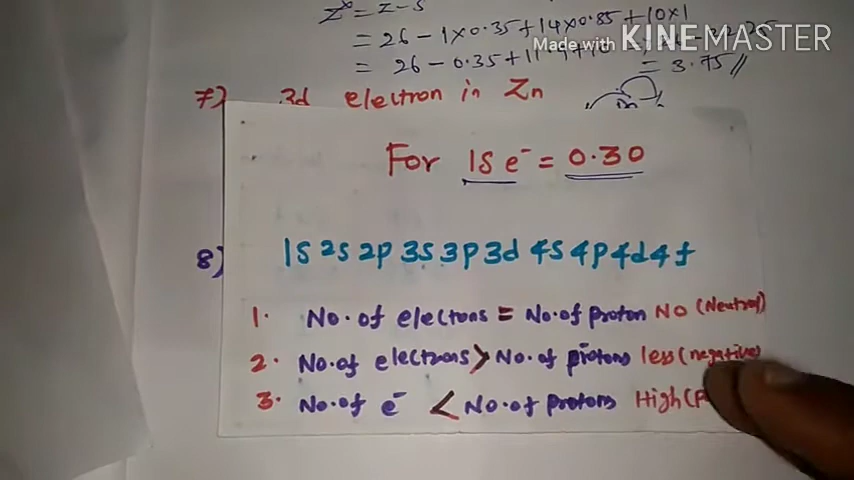 Z* = Z - S
= 26 - 1 x 0.35 + 14 x 0.85 + 10 x 1
Made with KINEMASTER
= 26 - 0.35 + 11.9 + 10
= 3.75 //
7) 3d electron in Zn
For 1S e- = 0.30
8) 1S 2S 2P 3S 3P 3d 4S 4P 4d 4f
1. No. of electons = No. of proton NO (Neutral)
2. No. of electrons > No. of protons less (negative)
3. No. of e- < No. of protons High (P